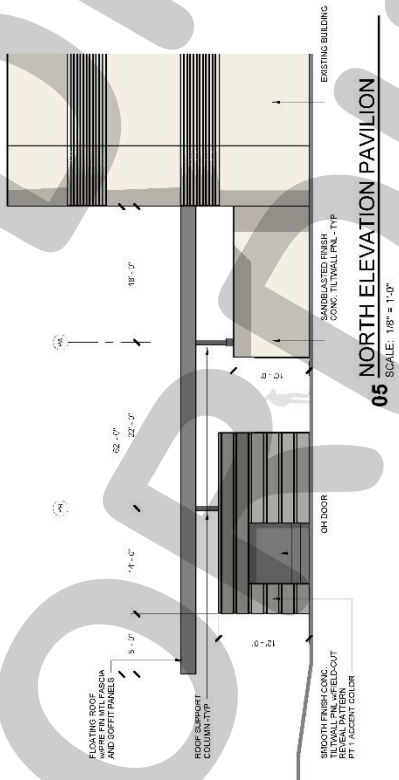 62'-0"
8'-0"
14'-0"
22'-0"
18'-0"
FLOATING ROOF
w/PRE FIN MTL FASCIA
AND SOFFIT PANELS
ROOF SUPPORT
COLUMN-TYP
12'-0"
10'-0"
SMOOTH FINISH CONC.
TILTWALL PNL w/FIELD-CUT
REVEAL PATTERN
PT 1 ACCENT COLOR
OH DOOR
SANDBLASTED FINISH
CONC. TILTWALL PNL - TYP
EXISTING BUILDING
05 NORTH ELEVATION PAVILION
SCALE: 1/8" = 1'-0"